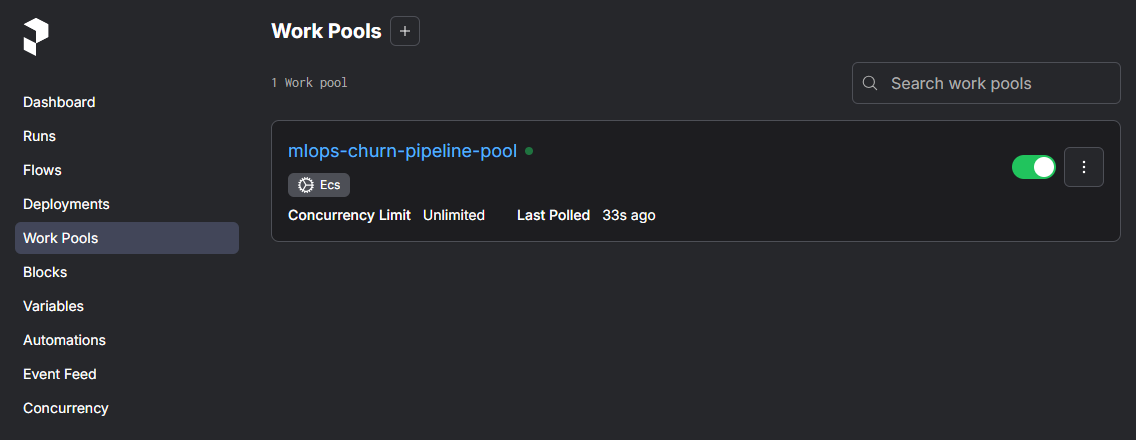 Work Pools
+
1 Work pool
Search work pools
Dashboard
Runs
Flows
Deployments
Work Pools
Blocks
Variables
Automations
Event Feed
Concurrency
mlops-churn-pipeline-pool
Ecs
Concurrency Limit Unlimited Last Polled 33s ago